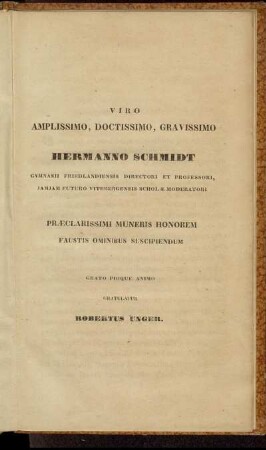 VIRO
AMPLISSIMO, DOCTISSIMO, GRAVISSIMO
HERMANNO SCHMIDT
GYMNASII FRIEDLANDIENSIS DIRECTORI ET PROFESSORI,
IAMIAM FUTURO VITEBERGENSIS SCHOLÆ MODERATORI
PRÆCLARISSIMI MUNERIS HONOREM
FAUSTIS OMINIBUS SUSCIPIENDUM
GRATO PIOQUE ANIMO
GRATULATUR
ROBERTUS UNGER.